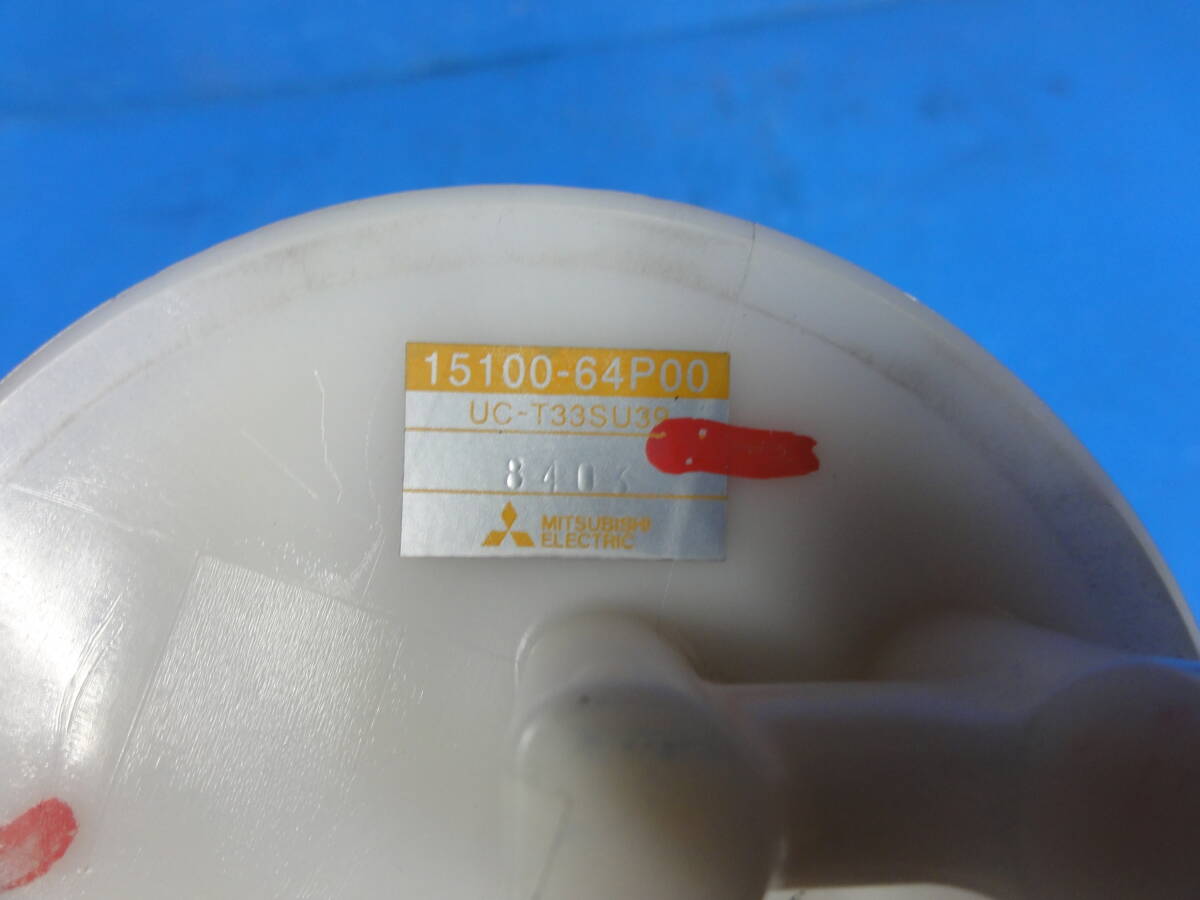 15100-64P00
UC-T33SU39
8403
MITSUBISHI
ELECTRIC